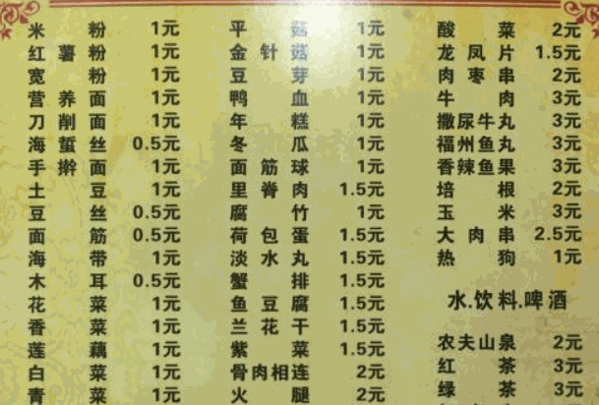 米粉 1元
红薯粉 1元
宽粉 1元
营养面 1元
刀削面 1元
海蜇丝 0.5元
手擀面 1元
土豆 1元
豆丝 0.5元
面筋 0.5元
海带 1元
木耳 0.5元
花菜 1元
香菜 1元
莲藕 1元
白菜 1元
青菜 1元
平菇 1元
金针菇 1元
豆芽 1元
鸭血 1元
年糕 1元
冬瓜 1元
面筋球 1元
里脊肉 1.5元
腐竹 1元
荷包蛋 1.5元
淡水丸 1.5元
蟹排 1.5元
鱼豆腐 1.5元
兰花干 1.5元
紫菜 1.5元
骨肉相连 2元
火腿 2元
酸菜 2元
龙凤片 1.5元
肉枣串 2元
牛肉 3元
撒尿牛丸 3元
福州鱼丸 3元
香辣鱼果 3元
培根 2元
玉米 3元
大肉串 2.5元
热狗 1元
水.饮料.啤酒
农夫山泉 2元
红茶 3元
绿茶 3元